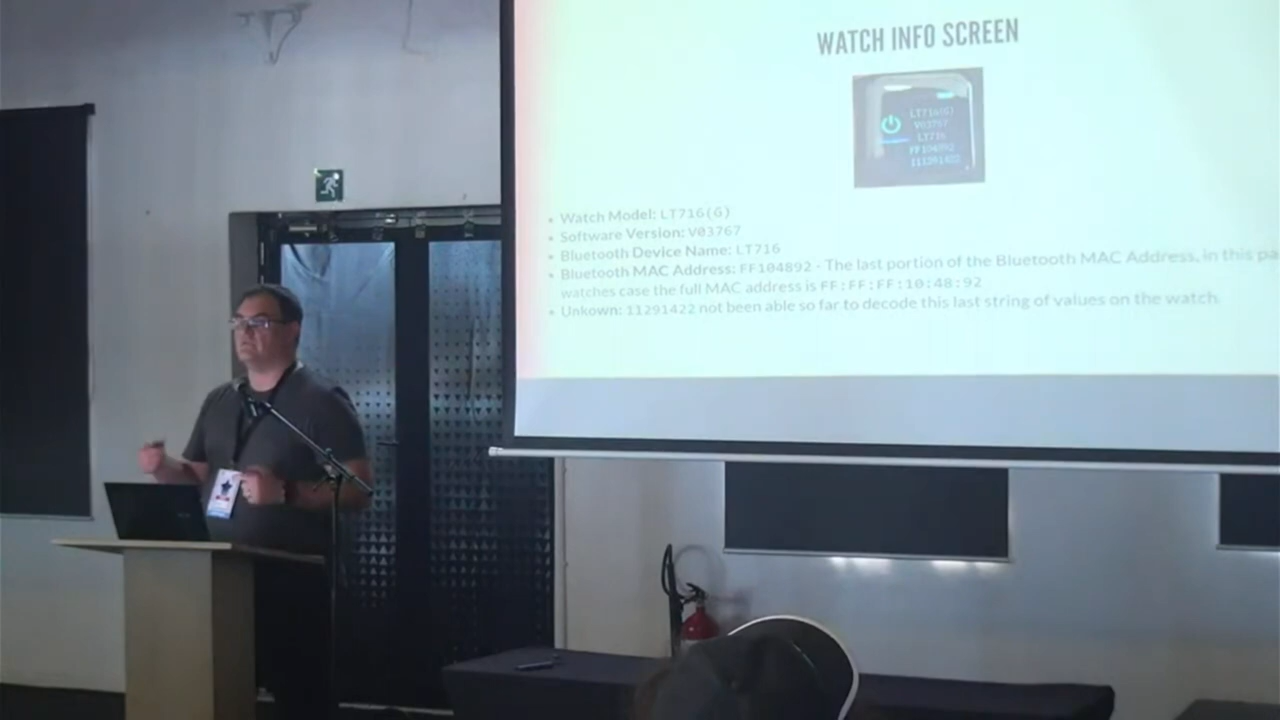 WATCH INFO SCREEN
LT716(G)
V03767
LT716
FF104892
11291422
• Watch Model: LT716(G)
• Software Version: V03767
• Bluetooth Device Name: LT716
• Bluetooth MAC Address: FF104892 - The last portion of the Bluetooth MAC Address, in this pa
watches case the full MAC address is FF:FF:FF:10:48:92
• Unkown: 11291422 not been able so far to decode this last string of values on the watch.